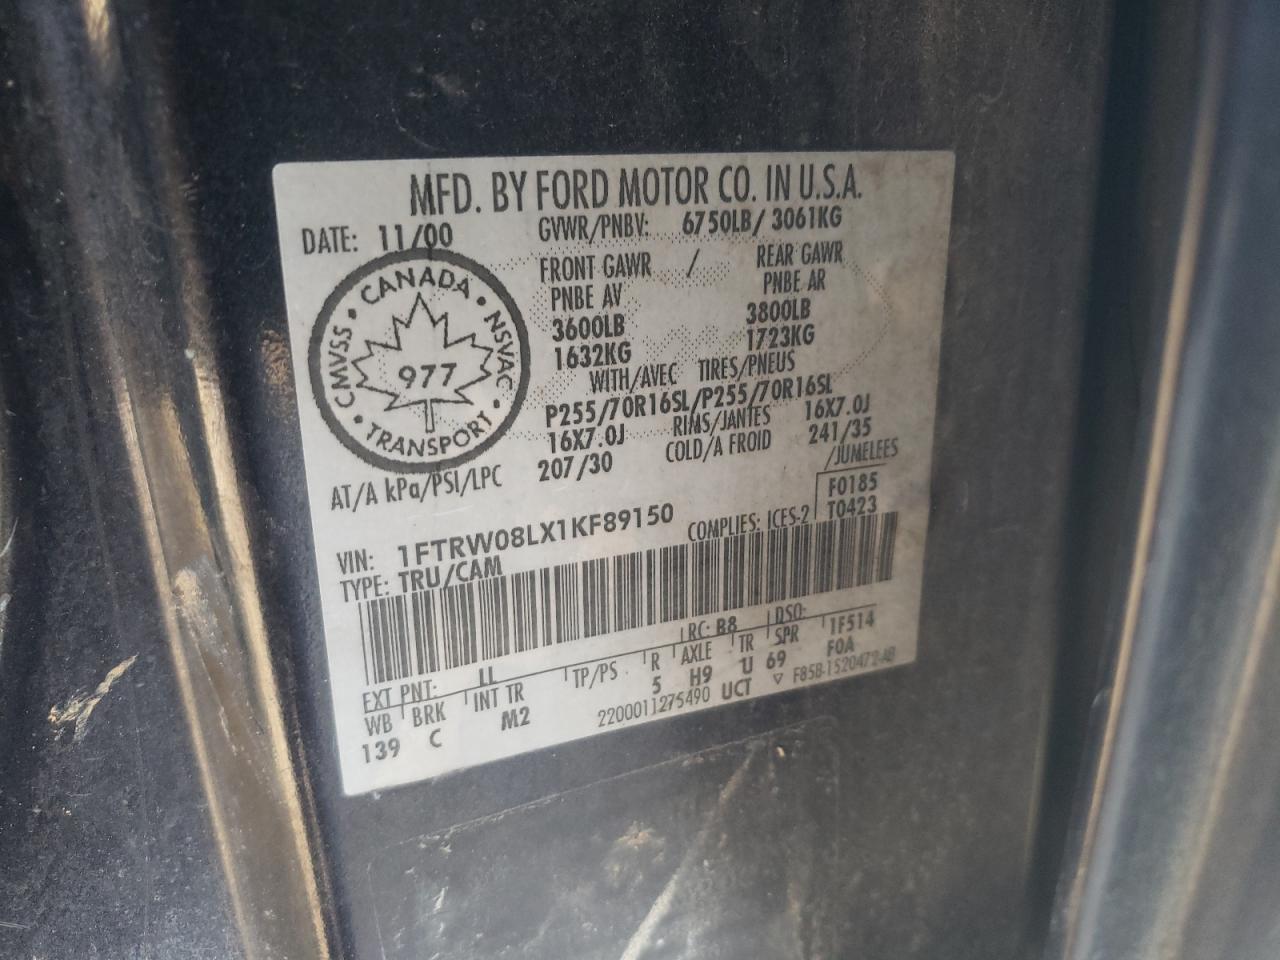 MFD. BY FORD MOTOR CO. IN U.S.A.
DATE: 11/00 GVWR/PNBV: 6750LB/ 3061KG
FRONT GAWR / REAR GAWR
PNBE AV PNBE AR
3600LB 3800LB
1632KG 1723KG
WITH/AVEC TIRES/PNEUS
P255/70R16SL/P255/70R16SL
16X7.0J RIMS/JANTES 16X7.0J
AT/A kPa/PSI/LPC 207/30 COLD/A FROID 241/35
/JUMELEES
CANADA • NSVAC • TRANSPORT • CMVSS •
977
VIN: 1FTRW08LX1KF89150 COMPLIES: ICES-2 F0185
TYPE: TRU/CAM T0423
EXT PNT: LL RC: B8 DSO:
WB BRK INT TR TP/PS R AXLE TR SPR 1F514
139 C M2 5 H9 U 69 F0A
2200011275490 UCT ▽ F85B-1520472-AB